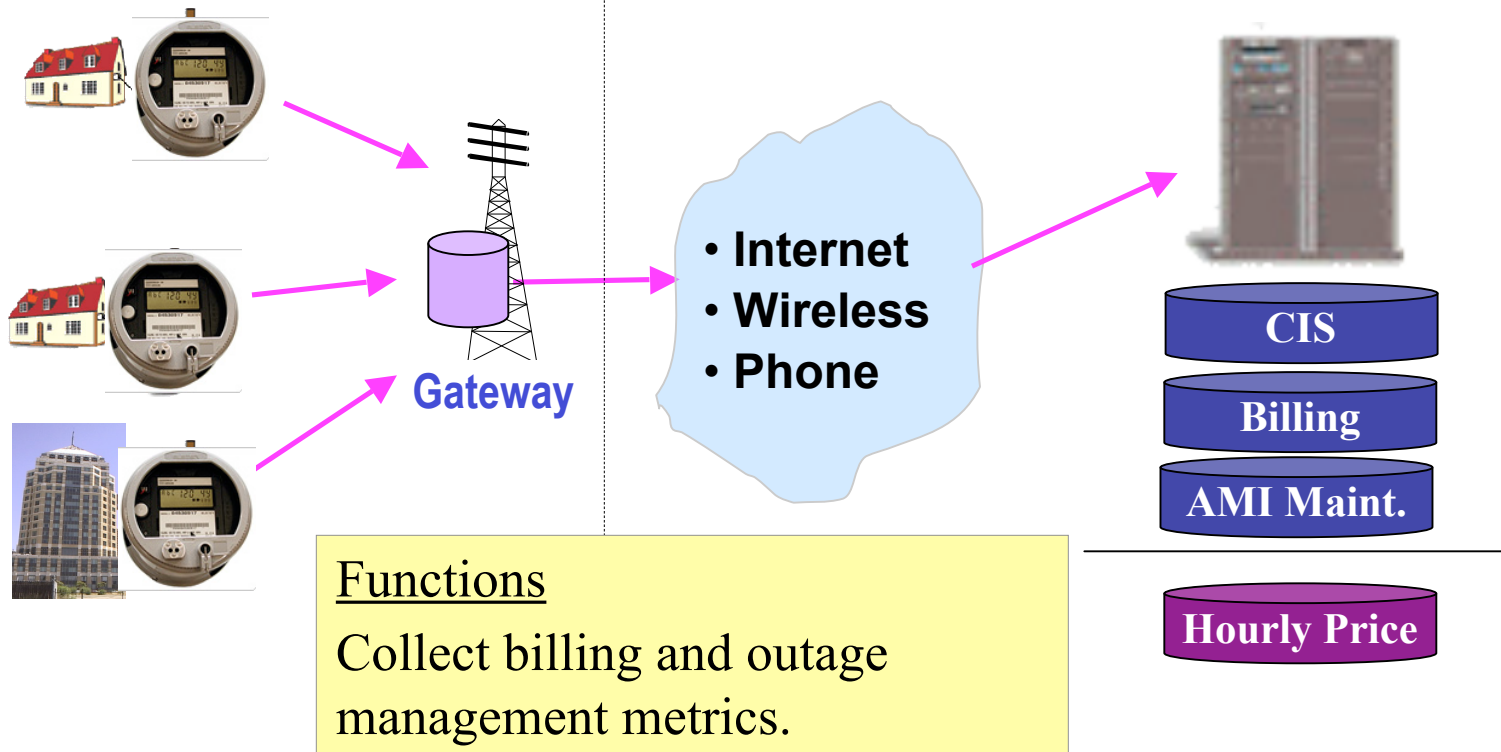 Gateway
• Internet
• Wireless
• Phone
CIS
Billing
AMI Maint.
Hourly Price
Functions
Collect billing and outage
management metrics.